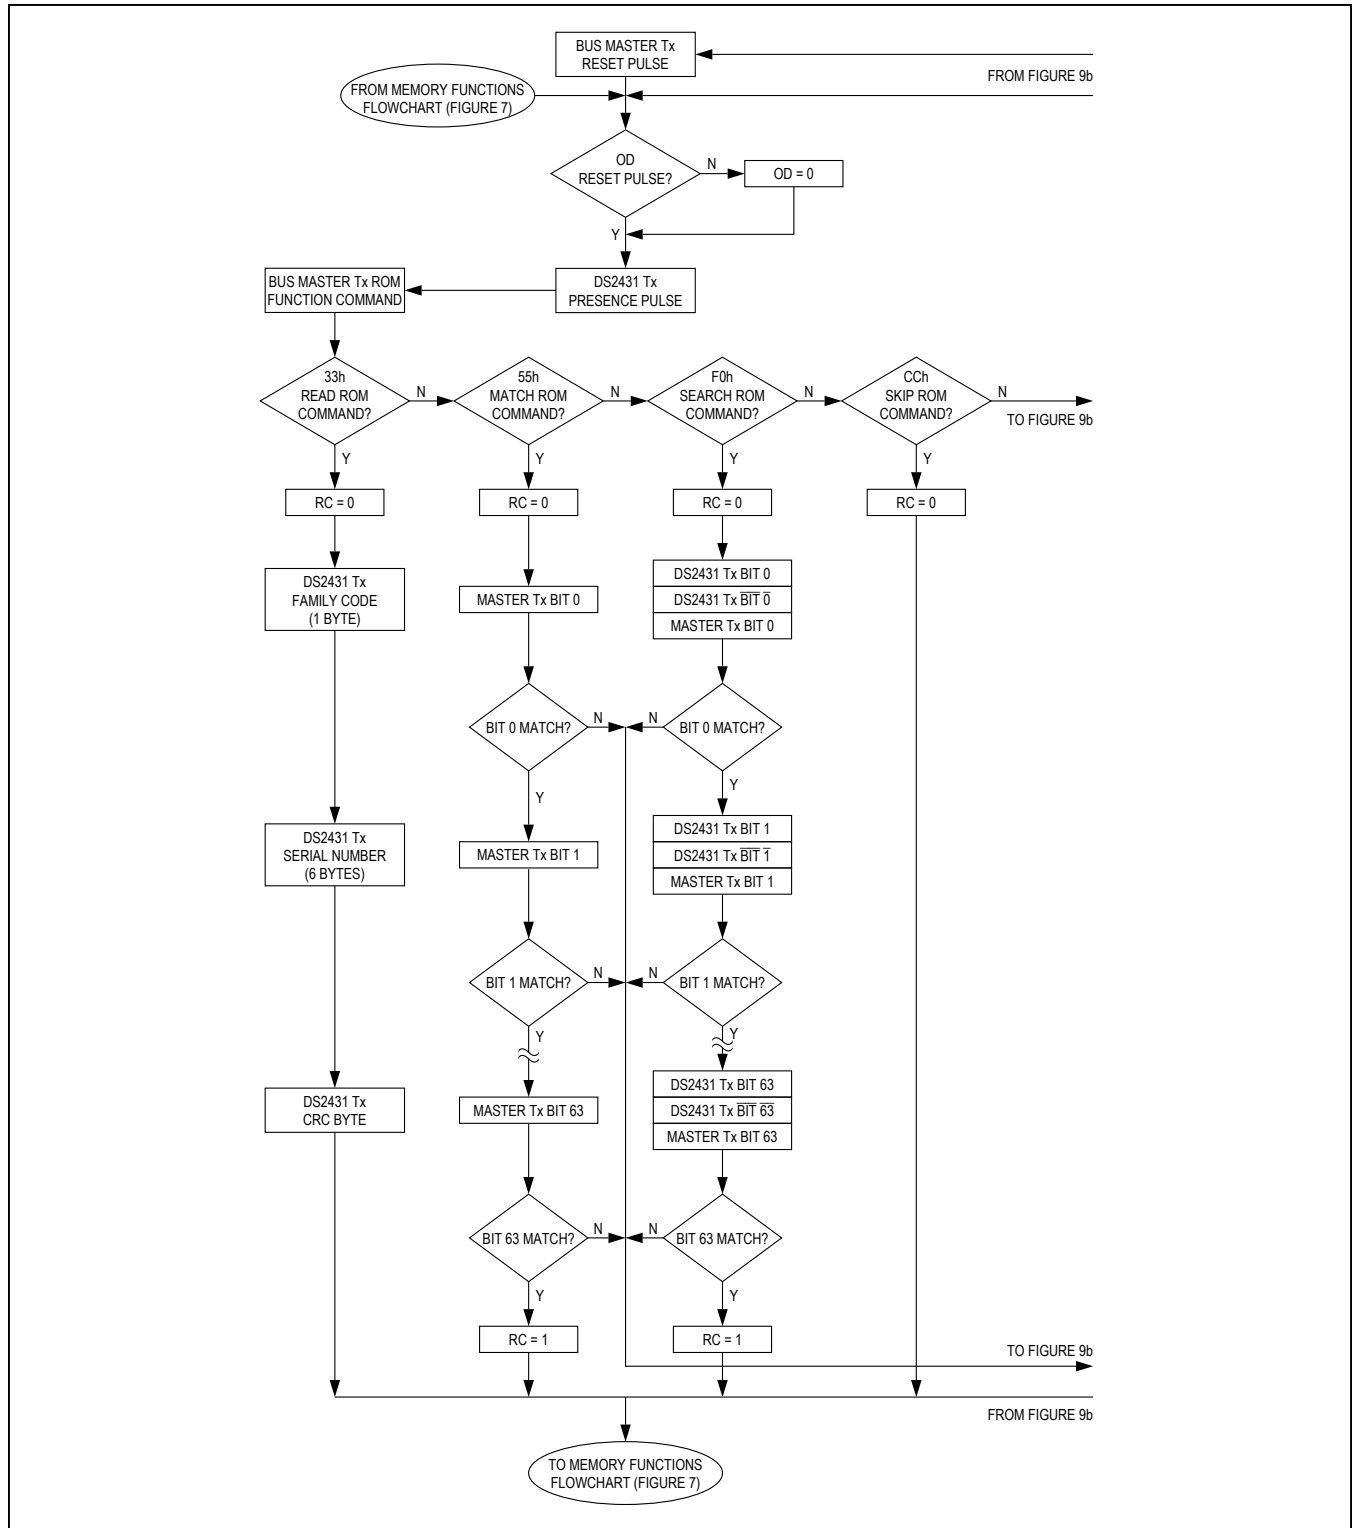 BUS MASTER Tx
RESET PULSE
FROM FIGURE 9b
FROM MEMORY FUNCTIONS
FLOWCHART (FIGURE 7)
OD
RESET PULSE?
N
OD = 0
Y
BUS MASTER Tx ROM
FUNCTION COMMAND
DS2431 Tx
PRESENCE PULSE
33h
READ ROM
COMMAND?
N
55h
MATCH ROM
COMMAND?
N
F0h
SEARCH ROM
COMMAND?
N
CCh
SKIP ROM
COMMAND?
N
TO FIGURE 9b
Y
Y
Y
Y
RC = 0
RC = 0
RC = 0
RC = 0
DS2431 Tx
FAMILY CODE
(1 BYTE)
MASTER Tx BIT 0
DS2431 Tx BIT 0
DS2431 Tx B̅I̅T̅ 0̅
MASTER Tx BIT 0
BIT 0 MATCH?
N
N
BIT 0 MATCH?
Y
Y
DS2431 Tx
SERIAL NUMBER
(6 BYTES)
MASTER Tx BIT 1
DS2431 Tx BIT 1
DS2431 Tx B̅I̅T̅ 1̅
MASTER Tx BIT 1
BIT 1 MATCH?
N
N
BIT 1 MATCH?
Y
Y
DS2431 Tx
CRC BYTE
MASTER Tx BIT 63
DS2431 Tx BIT 63
DS2431 Tx B̅I̅T̅ 6̅3̅
MASTER Tx BIT 63
BIT 63 MATCH?
N
N
BIT 63 MATCH?
Y
Y
RC = 1
RC = 1
TO FIGURE 9b
FROM FIGURE 9b
TO MEMORY FUNCTIONS
FLOWCHART (FIGURE 7)